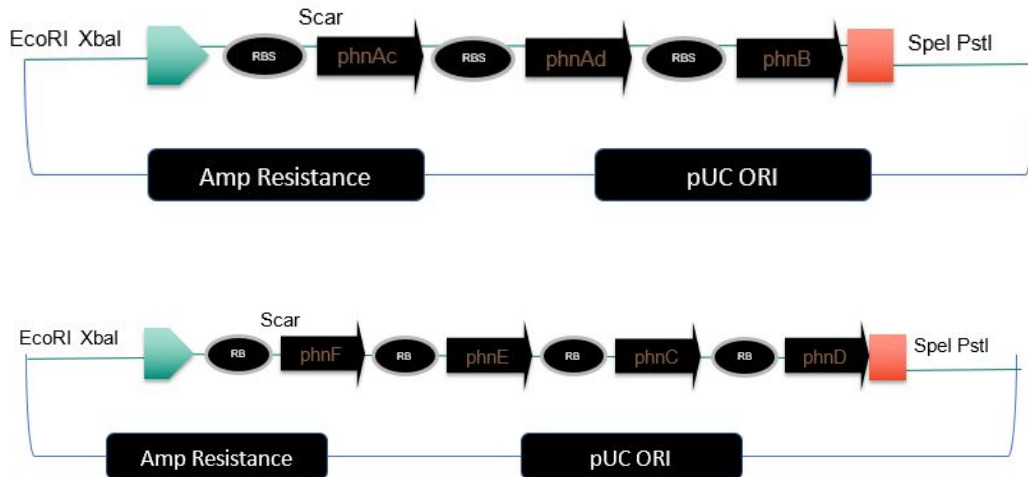 Scar
EcoRI XbaI SpeI PstI
RBS phnAc RBS phnAd RBS phnB
Amp Resistance pUC ORI
Scar
EcoRI XbaI SpeI PstI
RB phnF RB phnE RB phnC RB phnD
Amp Resistance pUC ORI